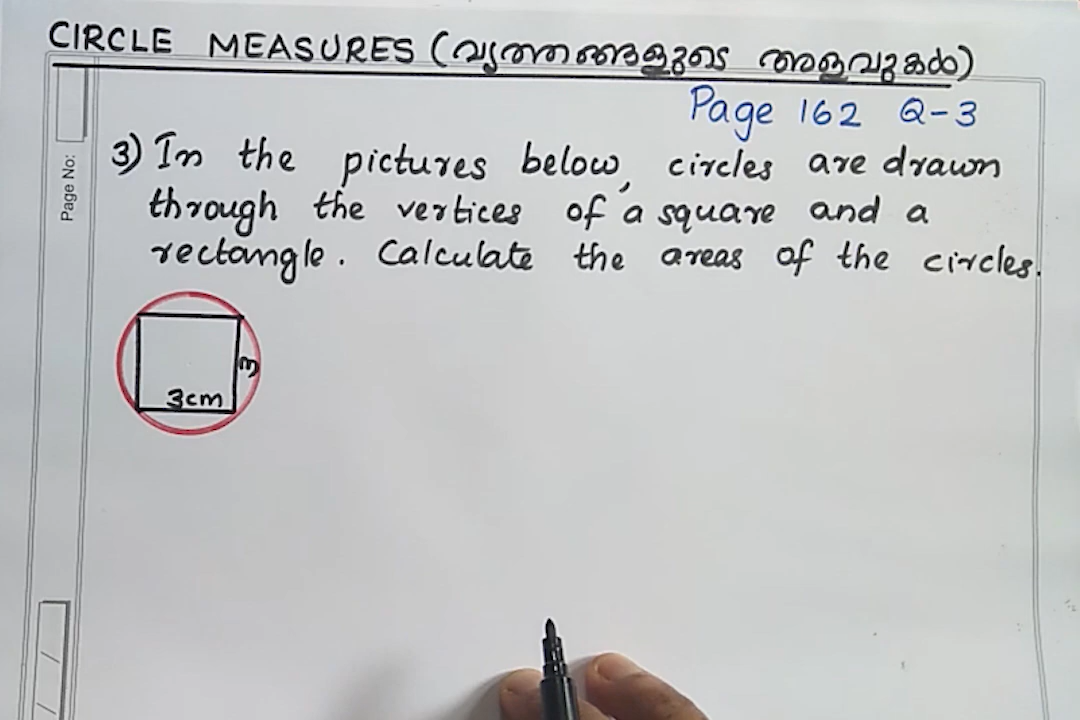 CIRCLE MEASURES (വൃത്തങ്ങളുടെ അളവുകൾ)
Page 162 Q-3
Page No:
3) In the pictures below, circles are drawn
through the vertices of a square and a
rectangle. Calculate the areas of the circles.
3
3cm